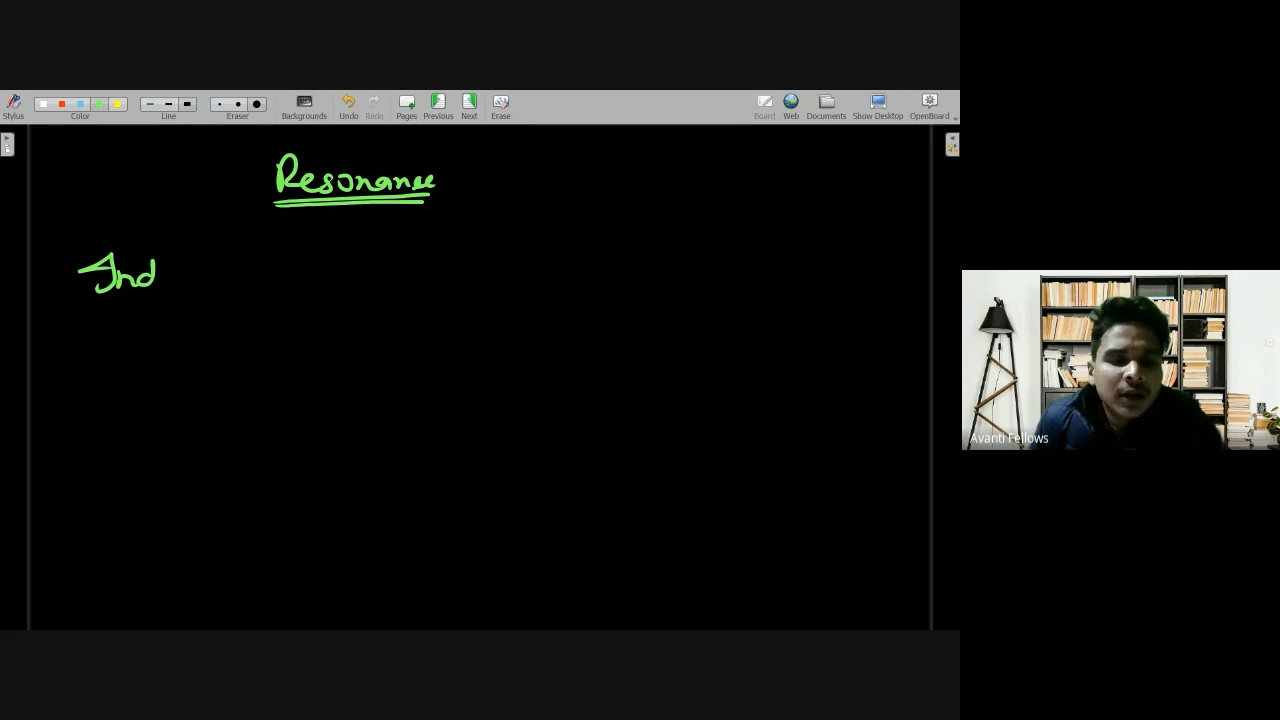 Stylus Color Line Eraser Backgrounds Undo Redo Pages Previous Next Erase Board Web Documents Show Desktop OpenBoard
Resonance
Ind
Avanti Fellows